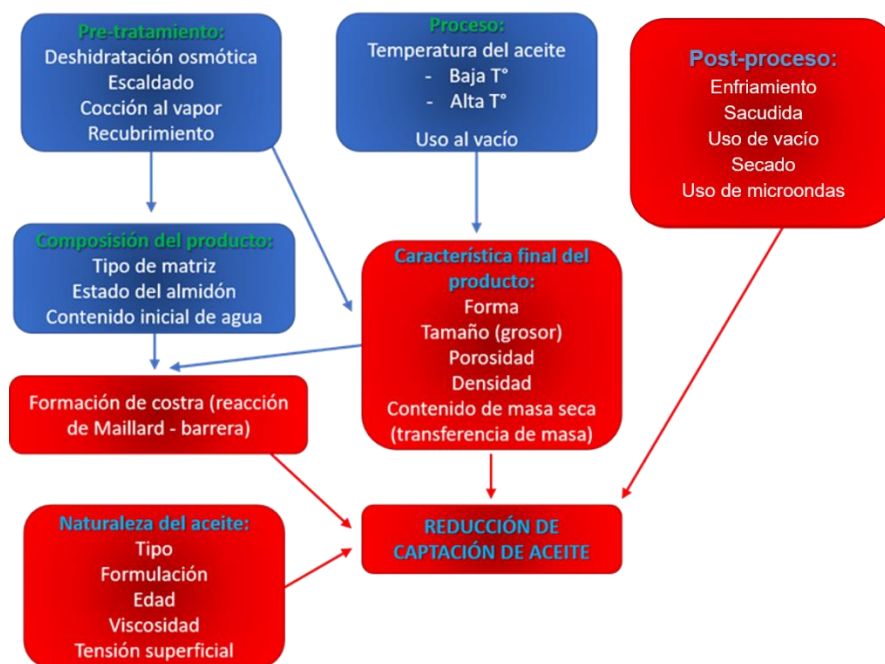 Pre-tratamiento:
Deshidratación osmótica
Escaldado
Cocción al vapor
Recubrimiento
Proceso:
Temperatura del aceite
- Baja T°
- Alta T°
Uso al vacío
Post-proceso:
Enfriamiento
Sacudida
Uso de vacío
Secado
Uso de microondas
Composición del producto:
Tipo de matriz
Estado del almidón
Contenido inicial de agua
Característica final del
producto:
Forma
Tamaño (grosor)
Porosidad
Densidad
Contenido de masa seca
(transferencia de masa)
Formación de costra (reacción
de Maillard - barrera)
Naturaleza del aceite:
Tipo
Formulación
Edad
Viscosidad
Tensión superficial
REDUCCIÓN DE
CAPTACIÓN DE ACEITE